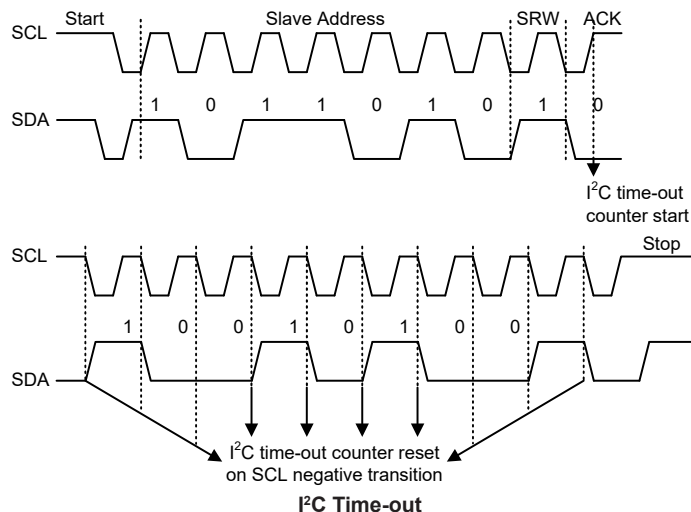 Start Slave Address SRW ACK
SCL
1 0 1 1 0 1 0 1 0
SDA
I²C time-out
counter start
Stop
SCL
1 0 0 1 0 1 0 0
SDA
I²C time-out counter reset
on SCL negative transition
I²C Time-out